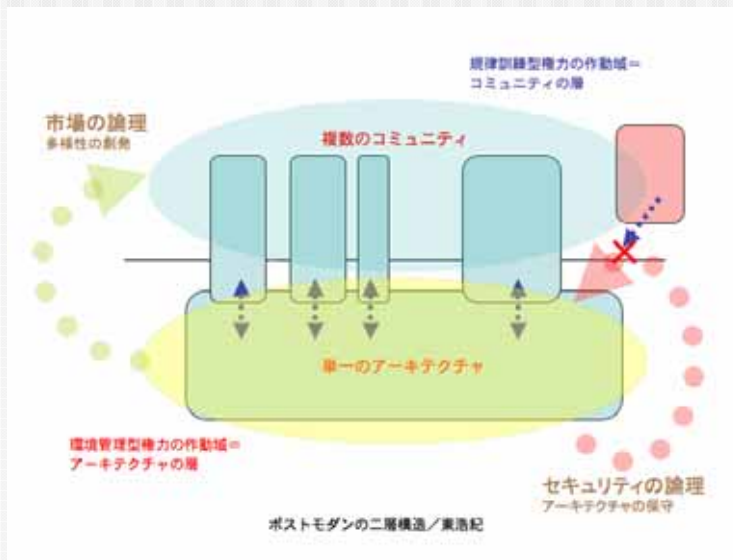 規律訓練型権力の作動域＝
コミュニティの層
市場の論理
多様性の創発
複数のコミュニティ
単一のアーキテクチャ
環境管理型権力の作動域＝
アーキテクチャの層
セキュリティの論理
アーキテクチャの保守
ポストモダンの二層構造／東浩紀